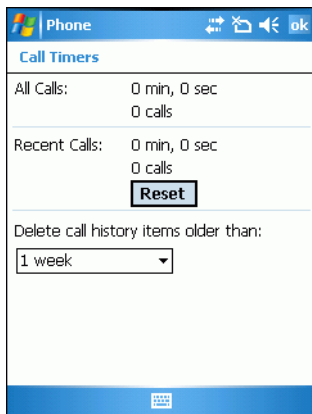 Phone ok
Call Timers
All Calls: 0 min, 0 sec
0 calls
Recent Calls: 0 min, 0 sec
0 calls
Reset
Delete call history items older than:
1 week